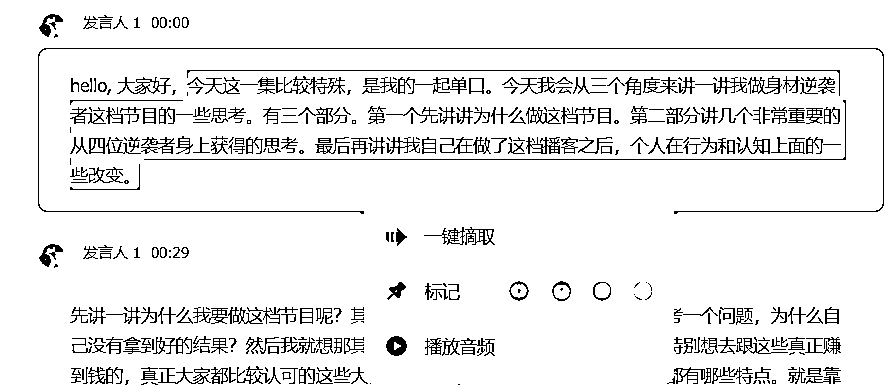 发言人 1 00:00
hello, 大家好，今天这一集比较特殊，是我的一起单口。今天我会从三个角度来讲一讲我做身材逆袭
者这档节目的一些思考。有三个部分。第一个先讲讲为什么做这档节目。第二部分讲几个非常重要的
从四位逆袭者身上获得的思考。最后再讲讲我自己在做了这档播客之后，个人在行为和认知上面的一
些改变。
一键摘取
发言人 1 00:29
标记
先讲一讲为什么我要做这档节目呢？其 考一个问题，为什么自
己没有拿到好的结果？然后我就想那其 特别想去跟这些真正赚
播放音频
到钱的，真正大家都比较认可的这些大 都有哪些特点。就是靠